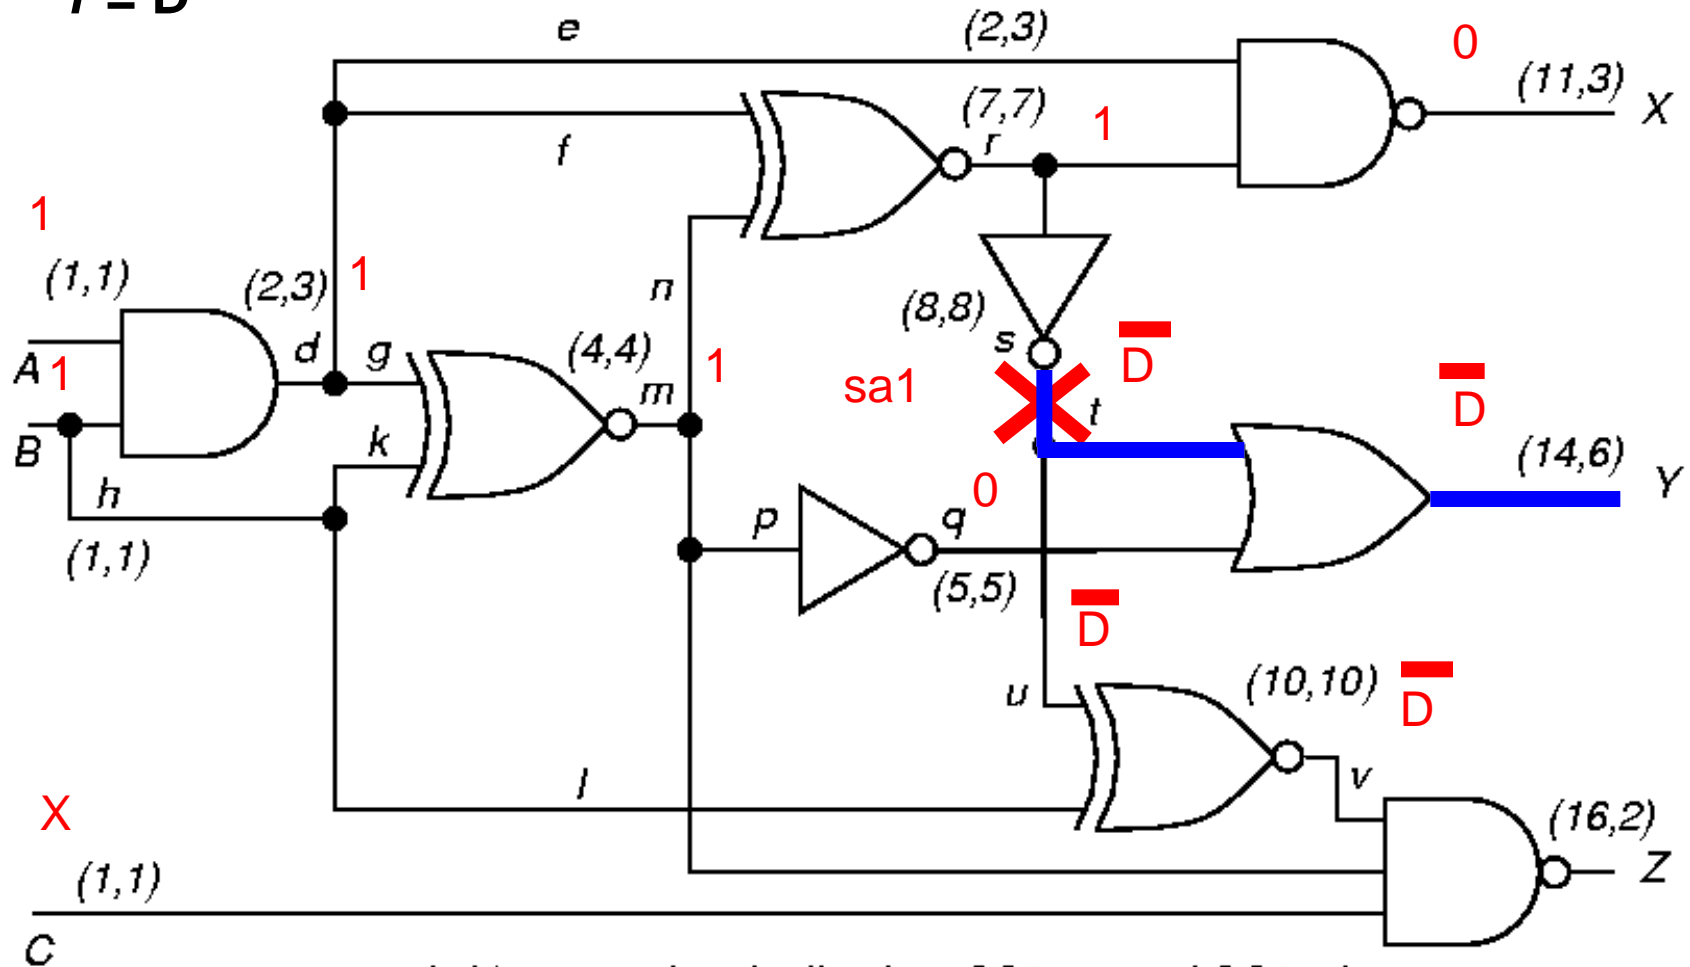 r = D
e (2,3) 0
(11,3) X
(7,7)
f r 1
1
(1,1) (2,3) 1
n (8,8)
A d g (4,4) s D̅
1 m 1 sa1 t D̅
B k (14,6) Y
h 0
p q
(1,1) (5,5)
D̅
u (10,10) D̅
l v
X (16,2)
(1,1) Z
C